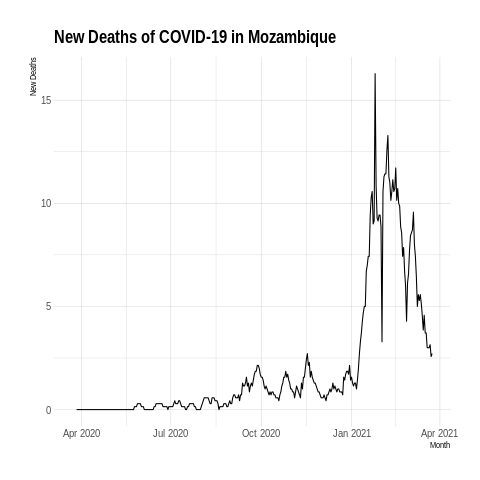 New Deaths of COVID-19 in Mozambique
New Deaths
15
10
5
0
Apr 2020 Jul 2020 Oct 2020 Jan 2021 Apr 2021
Month